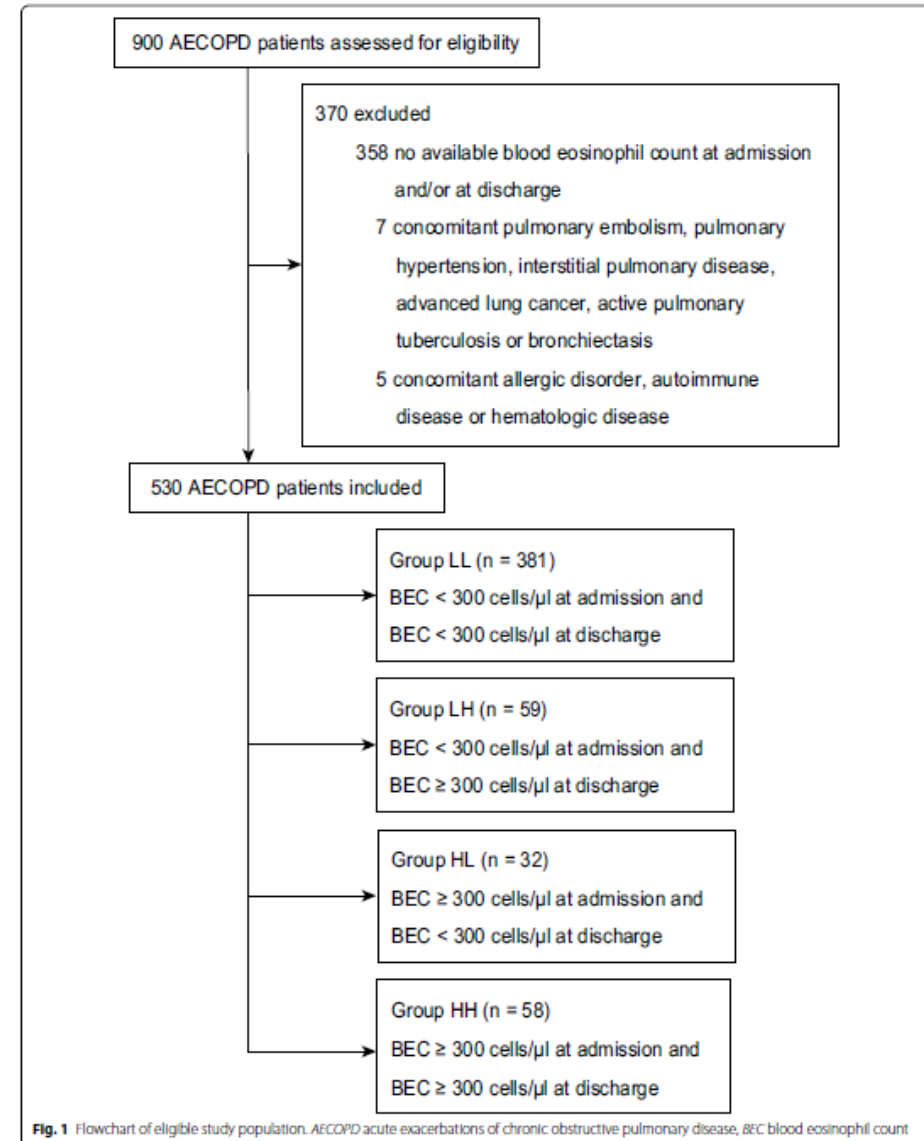 900 AECOPD patients assessed for eligibility
370 excluded
358 no available blood eosinophil count at admission
and/or at discharge
7 concomitant pulmonary embolism, pulmonary
hypertension, interstitial pulmonary disease,
advanced lung cancer, active pulmonary
tuberculosis or bronchiectasis
5 concomitant allergic disorder, autoimmune
disease or hematologic disease
530 AECOPD patients included
Group LL (n = 381)
BEC < 300 cells/µl at admission and
BEC < 300 cells/µl at discharge
Group LH (n = 59)
BEC < 300 cells/µl at admission and
BEC ≥ 300 cells/µl at discharge
Group HL (n = 32)
BEC ≥ 300 cells/µl at admission and
BEC < 300 cells/µl at discharge
Group HH (n = 58)
BEC ≥ 300 cells/µl at admission and
BEC ≥ 300 cells/µl at discharge
Fig. 1 Flowchart of eligible study population. AECOPD acute exacerbations of chronic obstructive pulmonary disease, BEC blood eosinophil count